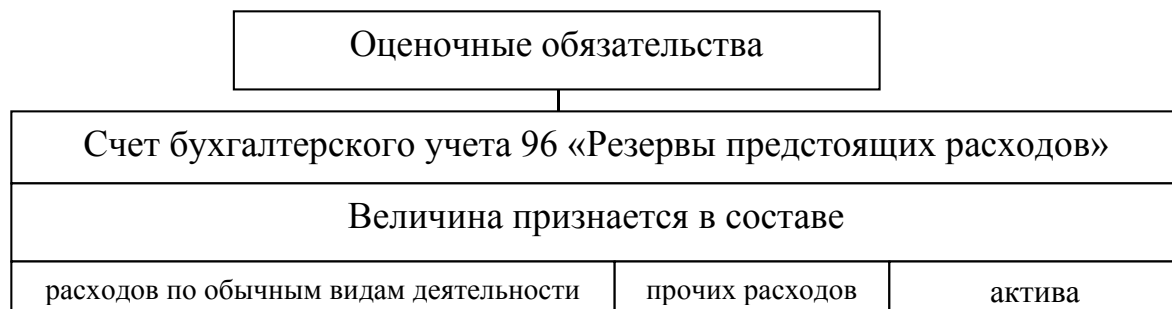 Оценочные обязательства
Счет бухгалтерского учета 96 «Резервы предстоящих расходов»
Величина признается в составе
расходов по обычным видам деятельности
прочих расходов
актива